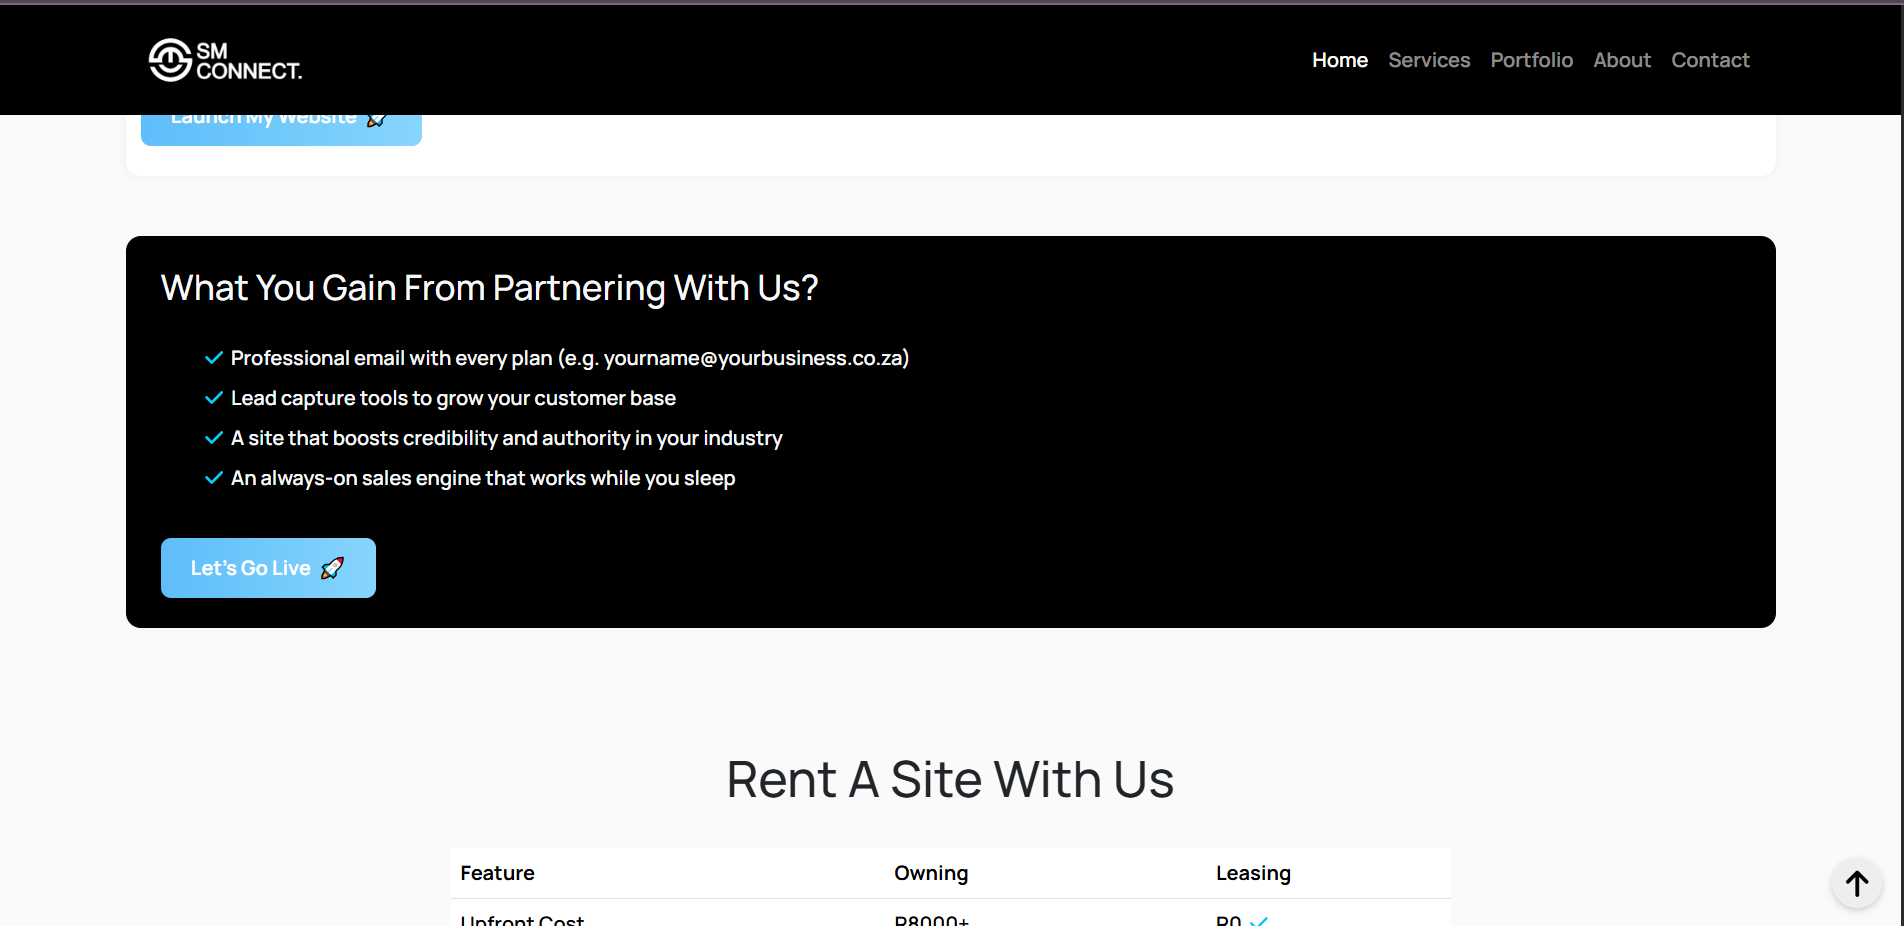 SM
CONNECT.
Home Services Portfolio About Contact
Launch My Website 🚀
What You Gain From Partnering With Us?
✓ Professional email with every plan (e.g. yourname@yourbusiness.co.za)
✓ Lead capture tools to grow your customer base
✓ A site that boosts credibility and authority in your industry
✓ An always-on sales engine that works while you sleep
Let's Go Live 🚀
Rent A Site With Us
Feature Owning Leasing
Upfront Cost R8000+ R0 ✓